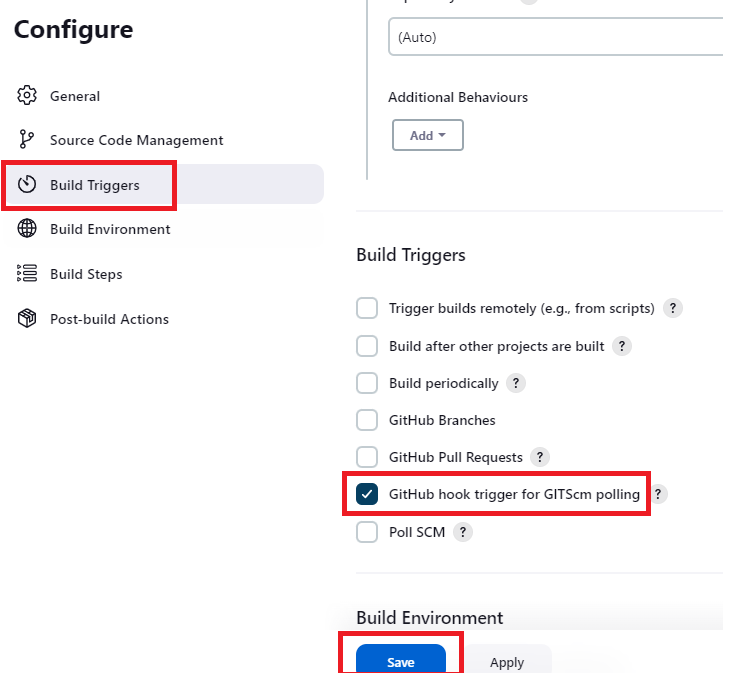 Configure
General
Source Code Management
Build Triggers
Build Environment
Build Steps
Post-build Actions
(Auto)
Additional Behaviours
Add
Build Triggers
Trigger builds remotely (e.g., from scripts) ?
Build after other projects are built ?
Build periodically ?
GitHub Branches
GitHub Pull Requests ?
GitHub hook trigger for GITScm polling ?
Poll SCM ?
Build Environment
Save
Apply